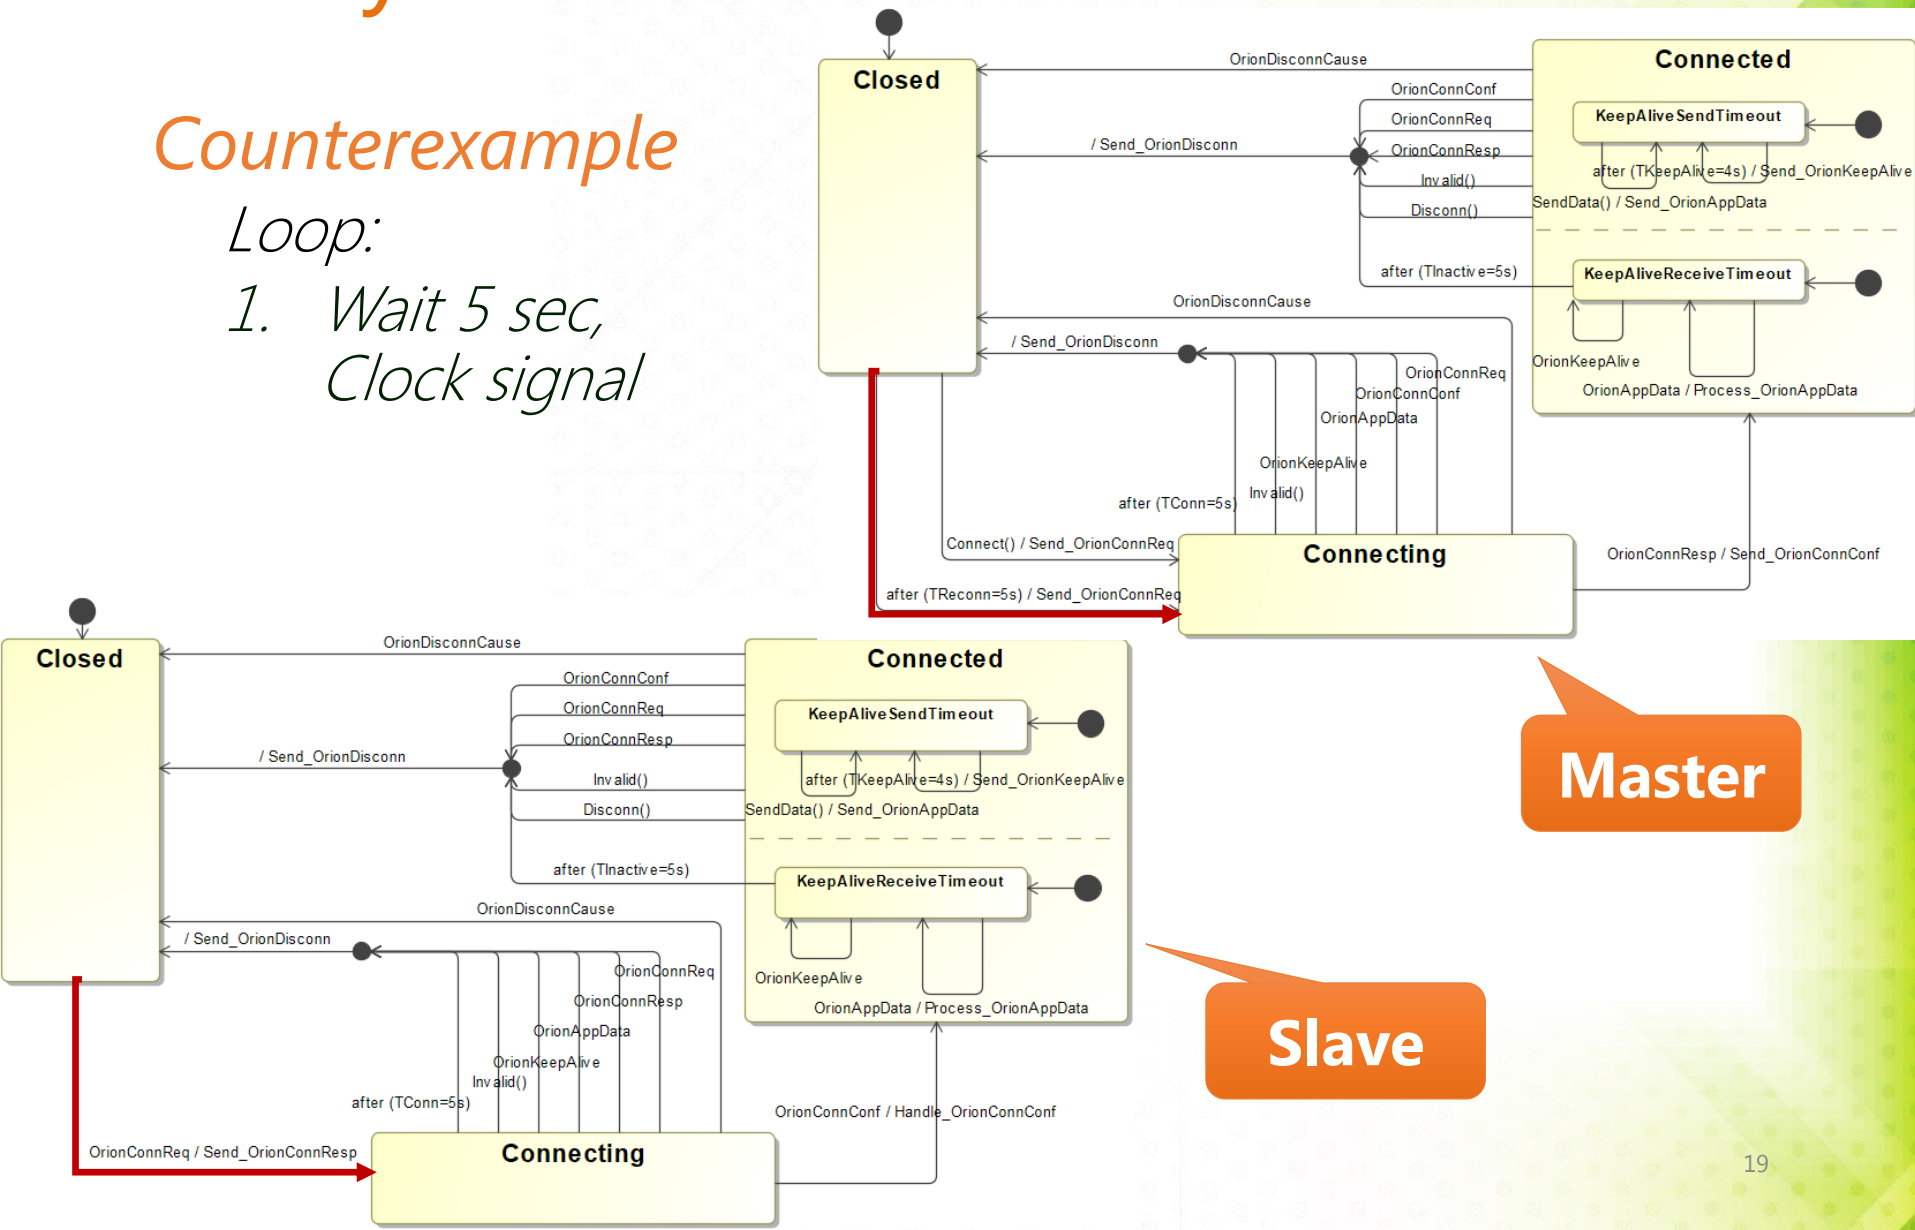 Counterexample
Loop:
1. Wait 5 sec,
Clock signal
Closed
OrionDisconnCause
Connected
OrionConnConf
OrionConnReq
OrionConnResp
Invalid()
Disconn()
/ Send_OrionDisconn
KeepAliveSendTimeout
after (TKeepAlive=4s) / Send_OrionKeepAlive
SendData() / Send_OrionAppData
after (TInactive=5s)
KeepAliveReceiveTimeout
OrionKeepAlive
OrionAppData / Process_OrionAppData
OrionDisconnCause
/ Send_OrionDisconn
OrionConnReq
OrionConnConf
OrionAppData
OrionKeepAlive
Invalid()
after (TConn=5s)
Connect() / Send_OrionConnReq
after (TReconn=5s) / Send_OrionConnReq
Connecting
OrionConnResp / Send_OrionConnConf
Master
Closed
OrionDisconnCause
Connected
OrionConnConf
OrionConnReq
OrionConnResp
Invalid()
Disconn()
/ Send_OrionDisconn
KeepAliveSendTimeout
after (TKeepAlive=4s) / Send_OrionKeepAlive
SendData() / Send_OrionAppData
after (TInactive=5s)
KeepAliveReceiveTimeout
OrionKeepAlive
OrionAppData / Process_OrionAppData
OrionDisconnCause
/ Send_OrionDisconn
OrionConnReq
OrionConnResp
OrionAppData
OrionKeepAlive
Invalid()
after (TConn=5s)
OrionConnReq / Send_OrionConnResp
Connecting
OrionConnConf / Handle_OrionConnConf
Slave
19